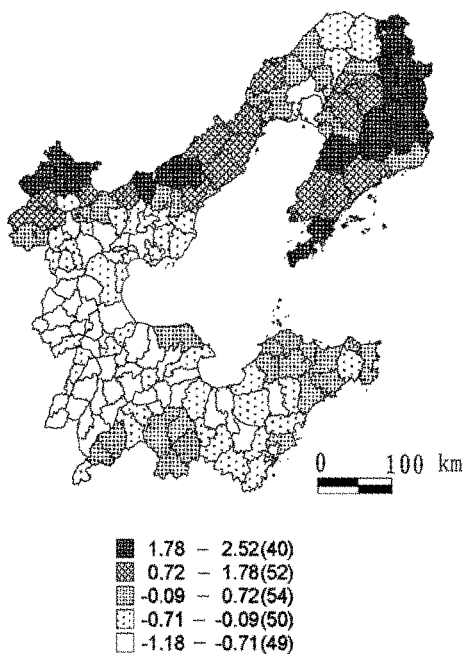 0 100 km
1.78 – 2.52(40)
0.72 – 1.78(52)
-0.09 – 0.72(54)
-0.71 – -0.09(50)
-1.18 – -0.71(49)